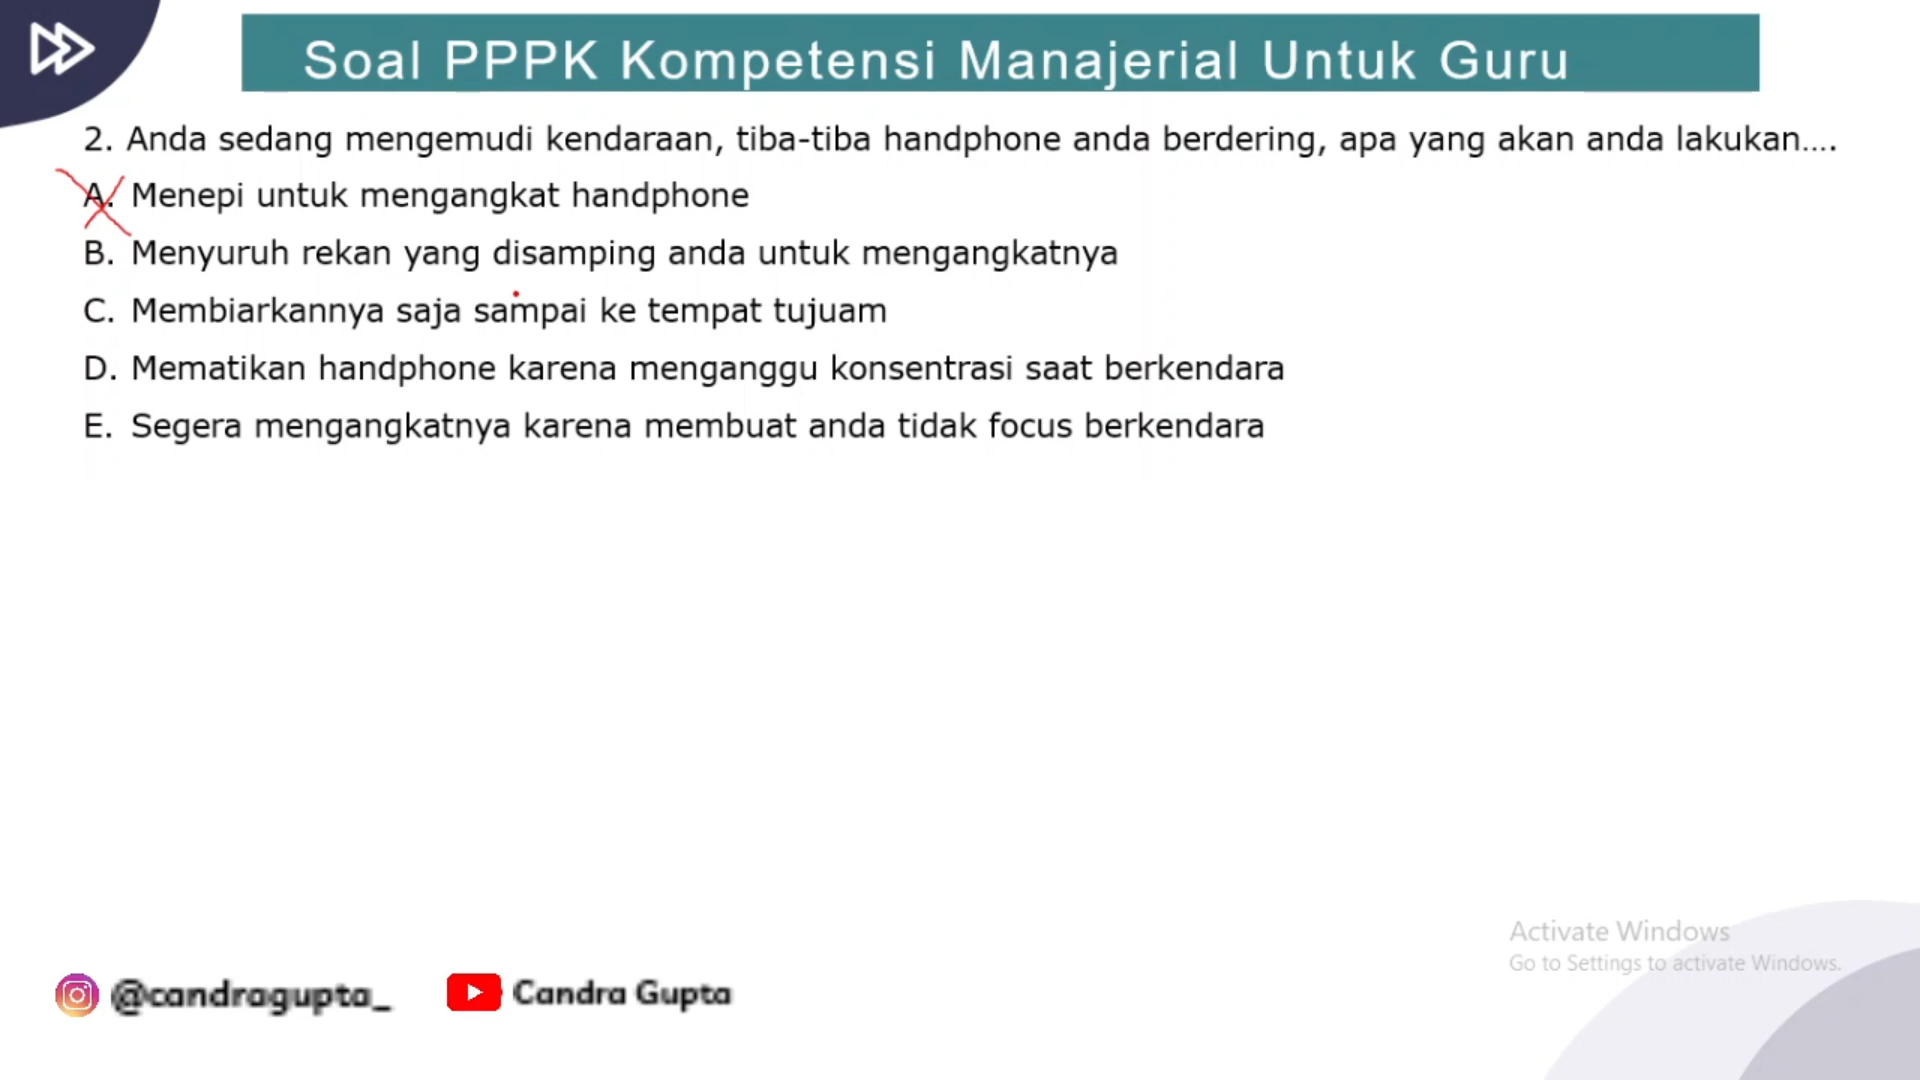 Soal PPPK Kompetensi Manajerial Untuk Guru
2. Anda sedang mengemudi kendaraan, tiba-tiba handphone anda berdering, apa yang akan anda lakukan....
A. Menepi untuk mengangkat handphone
B. Menyuruh rekan yang disamping anda untuk mengangkatnya
C. Membiarkannya saja sampai ke tempat tujuam
D. Mematikan handphone karena menganggu konsentrasi saat berkendara
E. Segera mengangkatnya karena membuat anda tidak focus berkendara
Activate Windows
Go to Settings to activate Windows.
@candragupta_ Candra Gupta